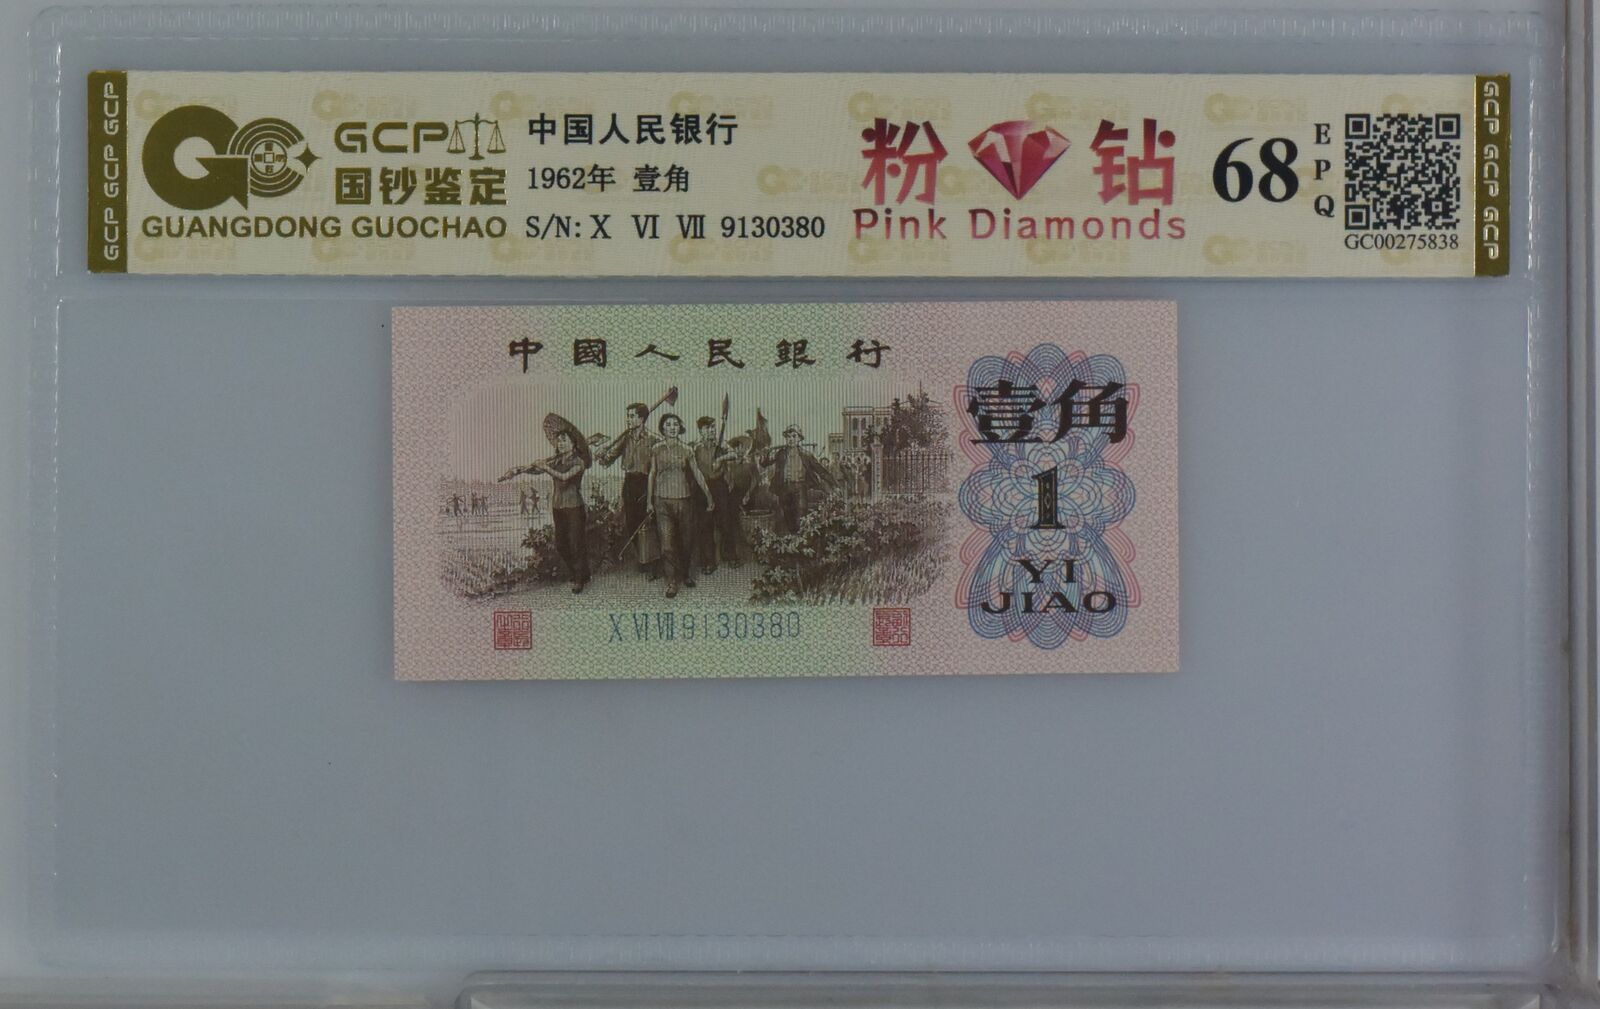 GCP GCP GCP
GCP
国钞鉴定
GUANGDONG GUOCHAO
中国人民银行
1962年 壹角
S/N: X VI VII 9130380
粉 钻
Pink Diamonds
68
EPQ
GC00275838
GCP GCP GCP
中國人民銀行
壹角
1
YI
JIAO
X VI VII 9130380